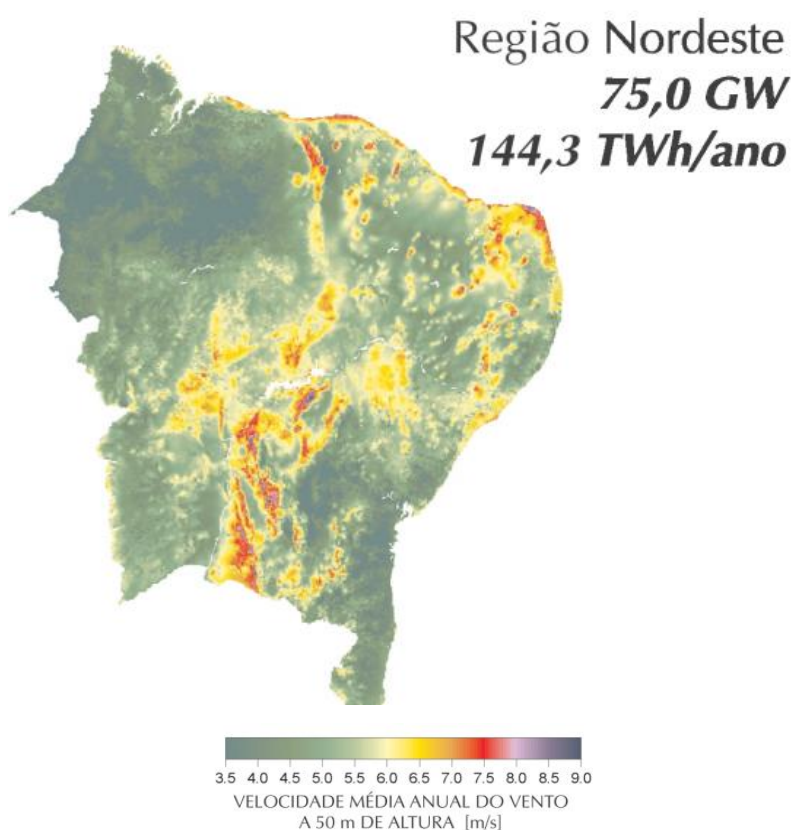 Região Nordeste
75,0 GW
144,3 TWh/ano
3.5 4.0 4.5 5.0 5.5 6.0 6.5 7.0 7.5 8.0 8.5 9.0
VELOCIDADE MÉDIA ANUAL DO VENTO
A 50 m DE ALTURA [m/s]